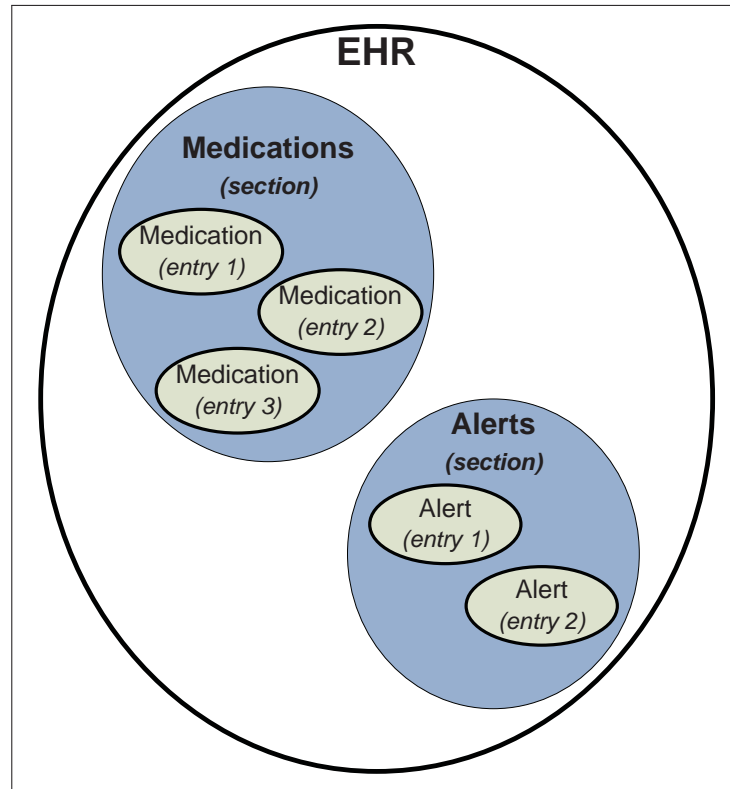 EHR
Medications
(section)
Medication
(entry 1)
Medication
(entry 2)
Medication
(entry 3)
Alerts
(section)
Alert
(entry 1)
Alert
(entry 2)